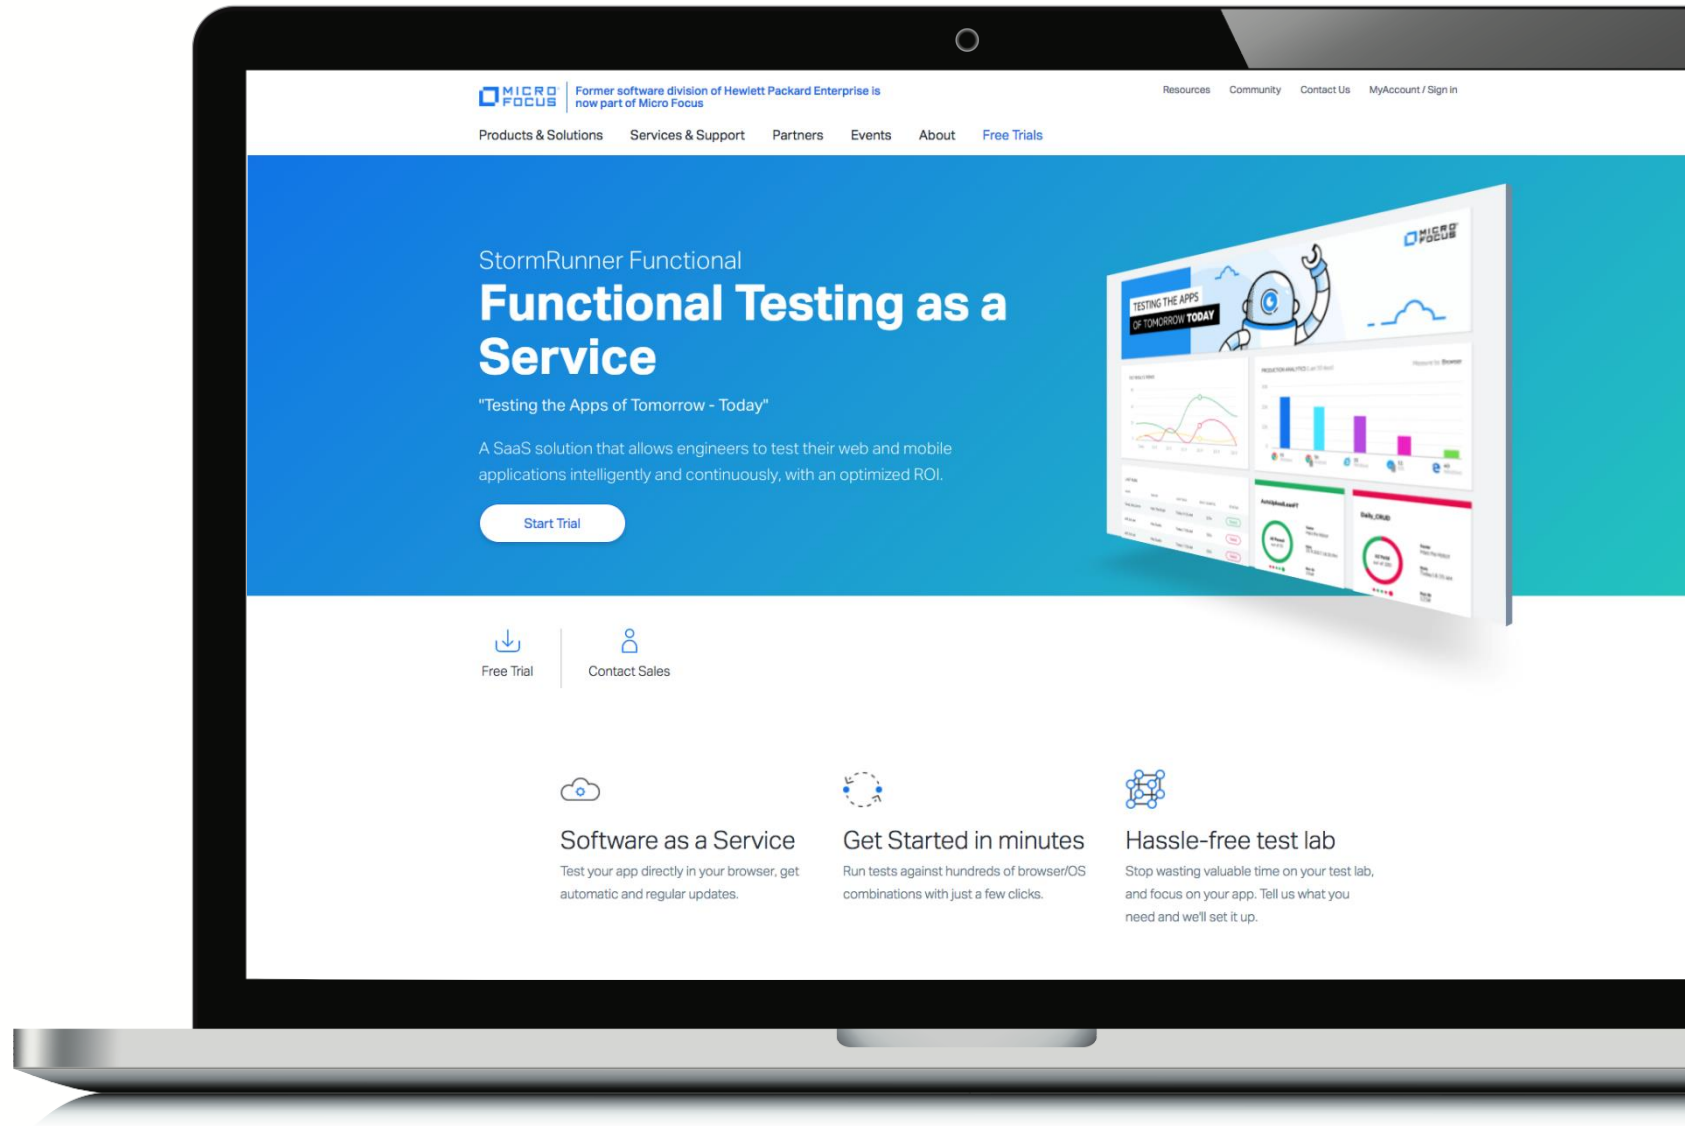 MICRO
FOCUS
Former software division of Hewlett Packard Enterprise is
now part of Micro Focus
Resources Community Contact Us MyAccount / Sign in
Products & Solutions Services & Support Partners Events About Free Trials
StormRunner Functional
Functional Testing as a
Service
"Testing the Apps of Tomorrow - Today"
A SaaS solution that allows engineers to test their web and mobile
applications intelligently and continuously, with an optimized ROI.
Start Trial
MICRO
FOCUS
TESTING THE APPS
OF TOMORROW TODAY
Measure by: Browser
Daily_CRUD
Free Trial Contact Sales
Software as a Service
Test your app directly in your browser, get
automatic and regular updates.
Get Started in minutes
Run tests against hundreds of browser/OS
combinations with just a few clicks.
Hassle-free test lab
Stop wasting valuable time on your test lab,
and focus on your app. Tell us what you
need and we'll set it up.